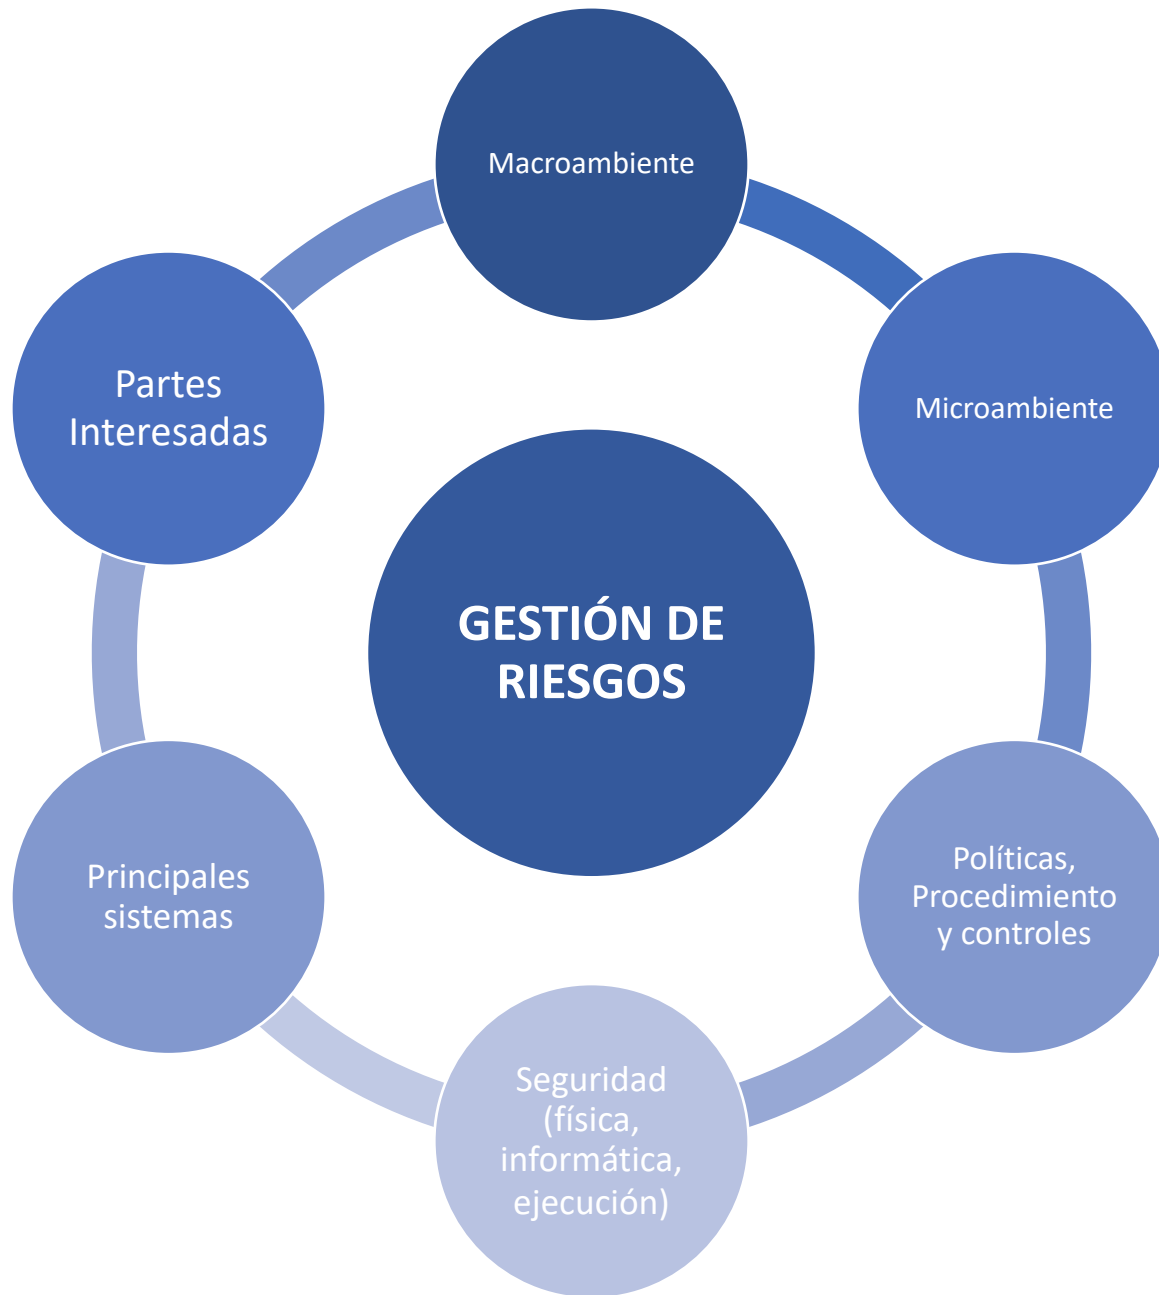 Macroambiente
Microambiente
Políticas,
Procedimiento
y controles
Seguridad
(física,
informática,
ejecución)
Principales
sistemas
Partes
Interesadas
GESTIÓN DE
RIESGOS